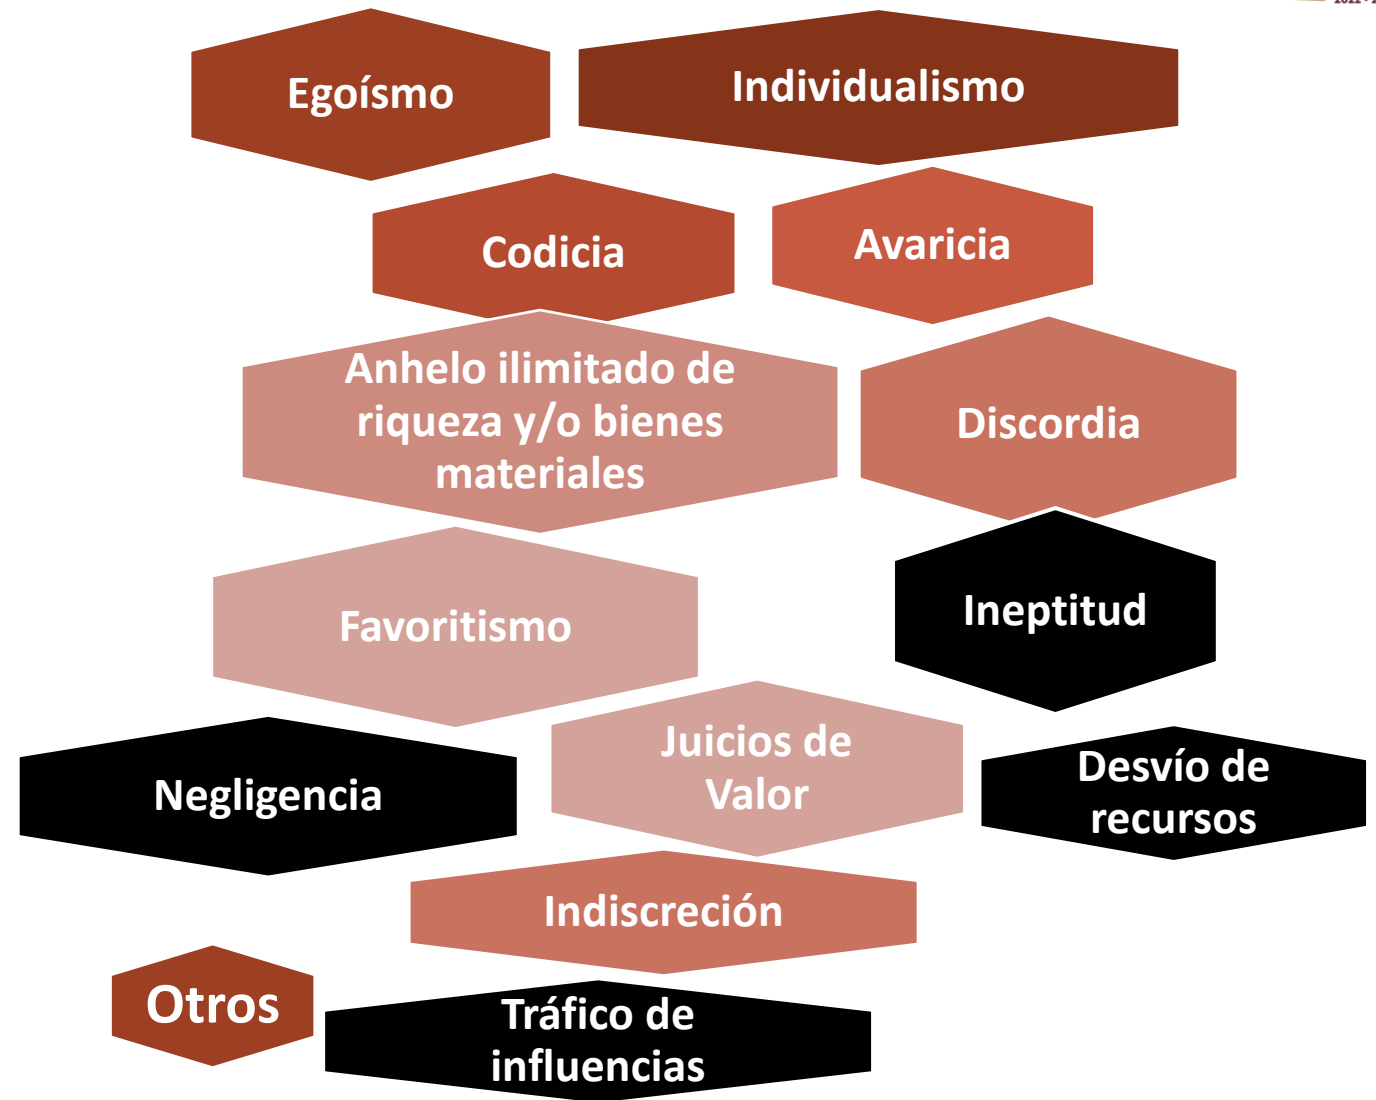 Egoísmo
Individualismo
Codicia
Avaricia
Anhelo ilimitado de
riqueza y/o bienes
materiales
Discordia
Favoritismo
Ineptitud
Negligencia
Juicios de
Valor
Desvío de
recursos
Indiscreción
Otros
Tráfico de
influencias